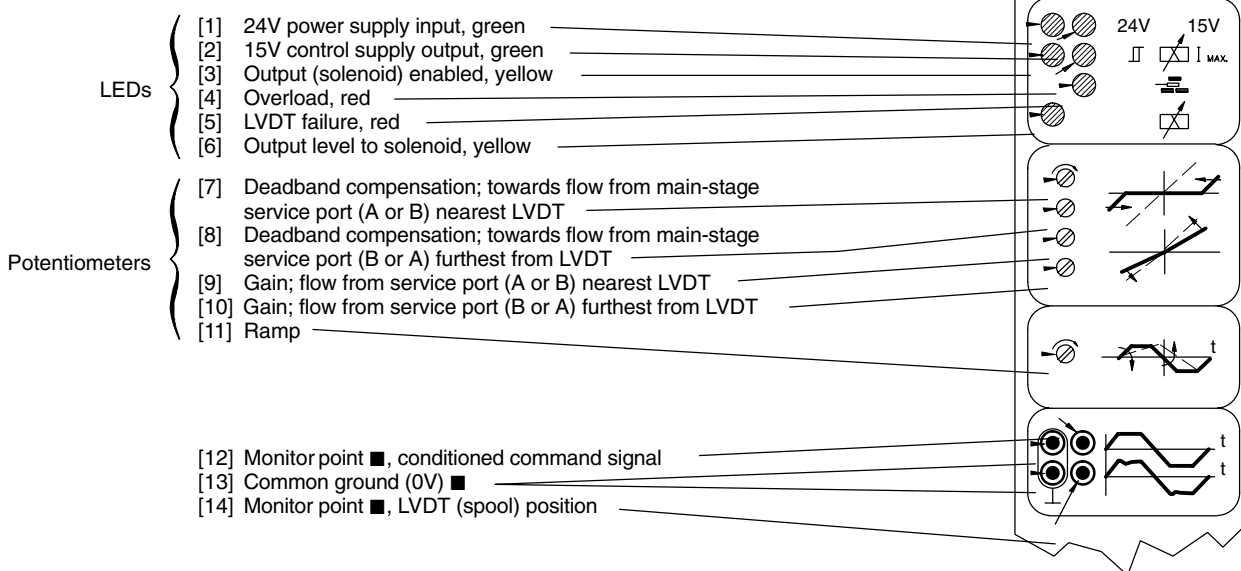 LEDs
[1] 24V power supply input, green
[2] 15V control supply output, green
[3] Output (solenoid) enabled, yellow
[4] Overload, red
[5] LVDT failure, red
[6] Output level to solenoid, yellow
Potentiometers
[7] Deadband compensation; towards flow from main-stage
service port (A or B) nearest LVDT
[8] Deadband compensation; towards flow from main-stage
service port (B or A) furthest from LVDT
[9] Gain; flow from service port (A or B) nearest LVDT
[10] Gain; flow from service port (B or A) furthest from LVDT
[11] Ramp
[12] Monitor point ■, conditioned command signal
[13] Common ground (0V) ■
[14] Monitor point ■, LVDT (spool) position
24V 15V
MAX.
t
t
t